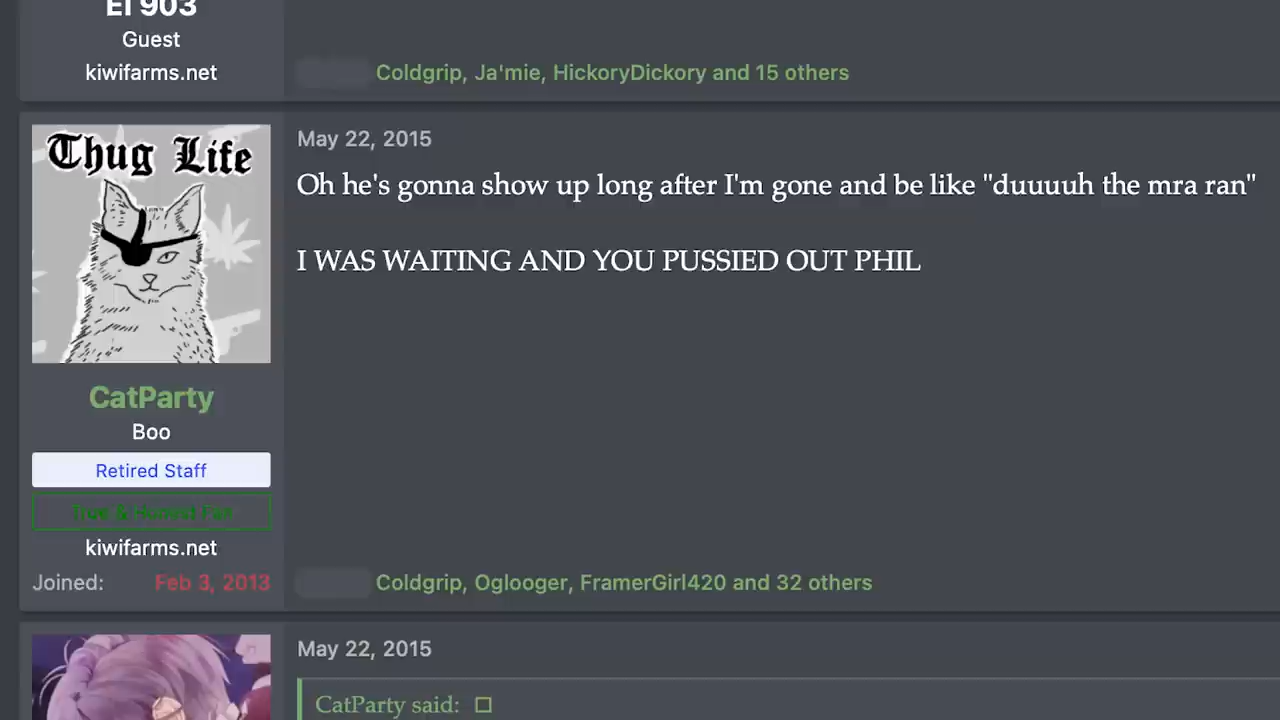 El 903
Guest
kiwifarms.net
Coldgrip, Ja'mie, HickoryDickory and 15 others
Thug Life
May 22, 2015
Oh he's gonna show up long after I'm gone and be like "duuuuh the mra ran"
I WAS WAITING AND YOU PUSSIED OUT PHIL
CatParty
Boo
Retired Staff
True & Honest Fan
kiwifarms.net
Joined: Feb 3, 2013
Coldgrip, Oglooger, FramerGirl420 and 32 others
May 22, 2015
CatParty said: